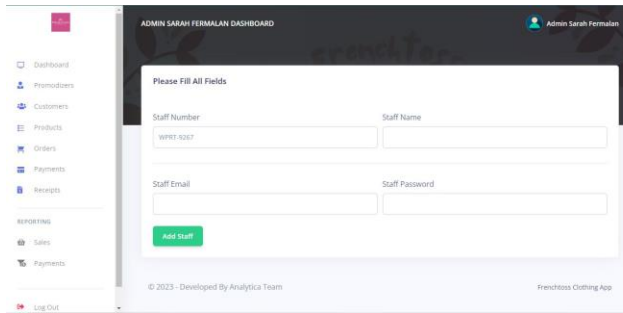 ADMIN SARAH FERMALAN DASHBOARD
Admin Sarah Fermalan
Dashboard
Promodizers
Customers
Products
Orders
Payments
Receipts
REPORTING
Sales
Payments
Log Out
Please Fill All Fields
Staff Number
Staff Name
WPRT-9267
Staff Email
Staff Password
Add Staff
© 2023 - Developed By Analytica Team
Frenchtoss Clothing App